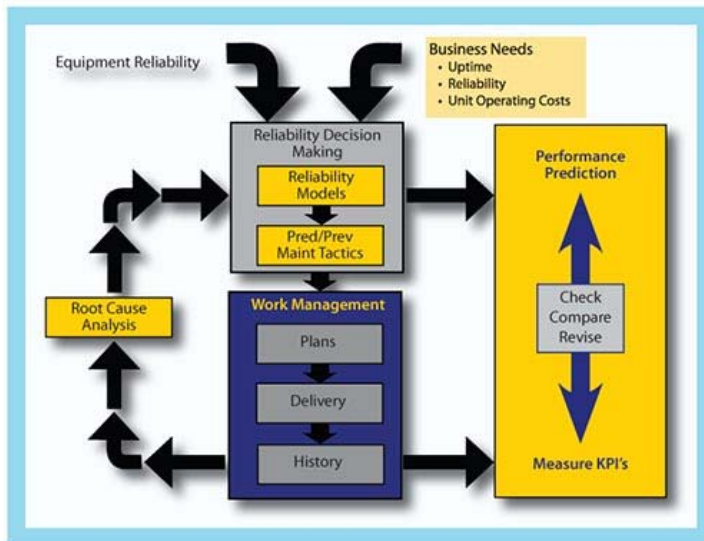 Equipment Reliability
Business Needs
• Uptime
• Reliability
• Unit Operating Costs
Reliability Decision
Making
Reliability
Models
Pred/Prev
Maint Tactics
Performance
Prediction
Root Cause
Analysis
Work Management
Plans
Delivery
History
Check
Compare
Revise
Measure KPI's